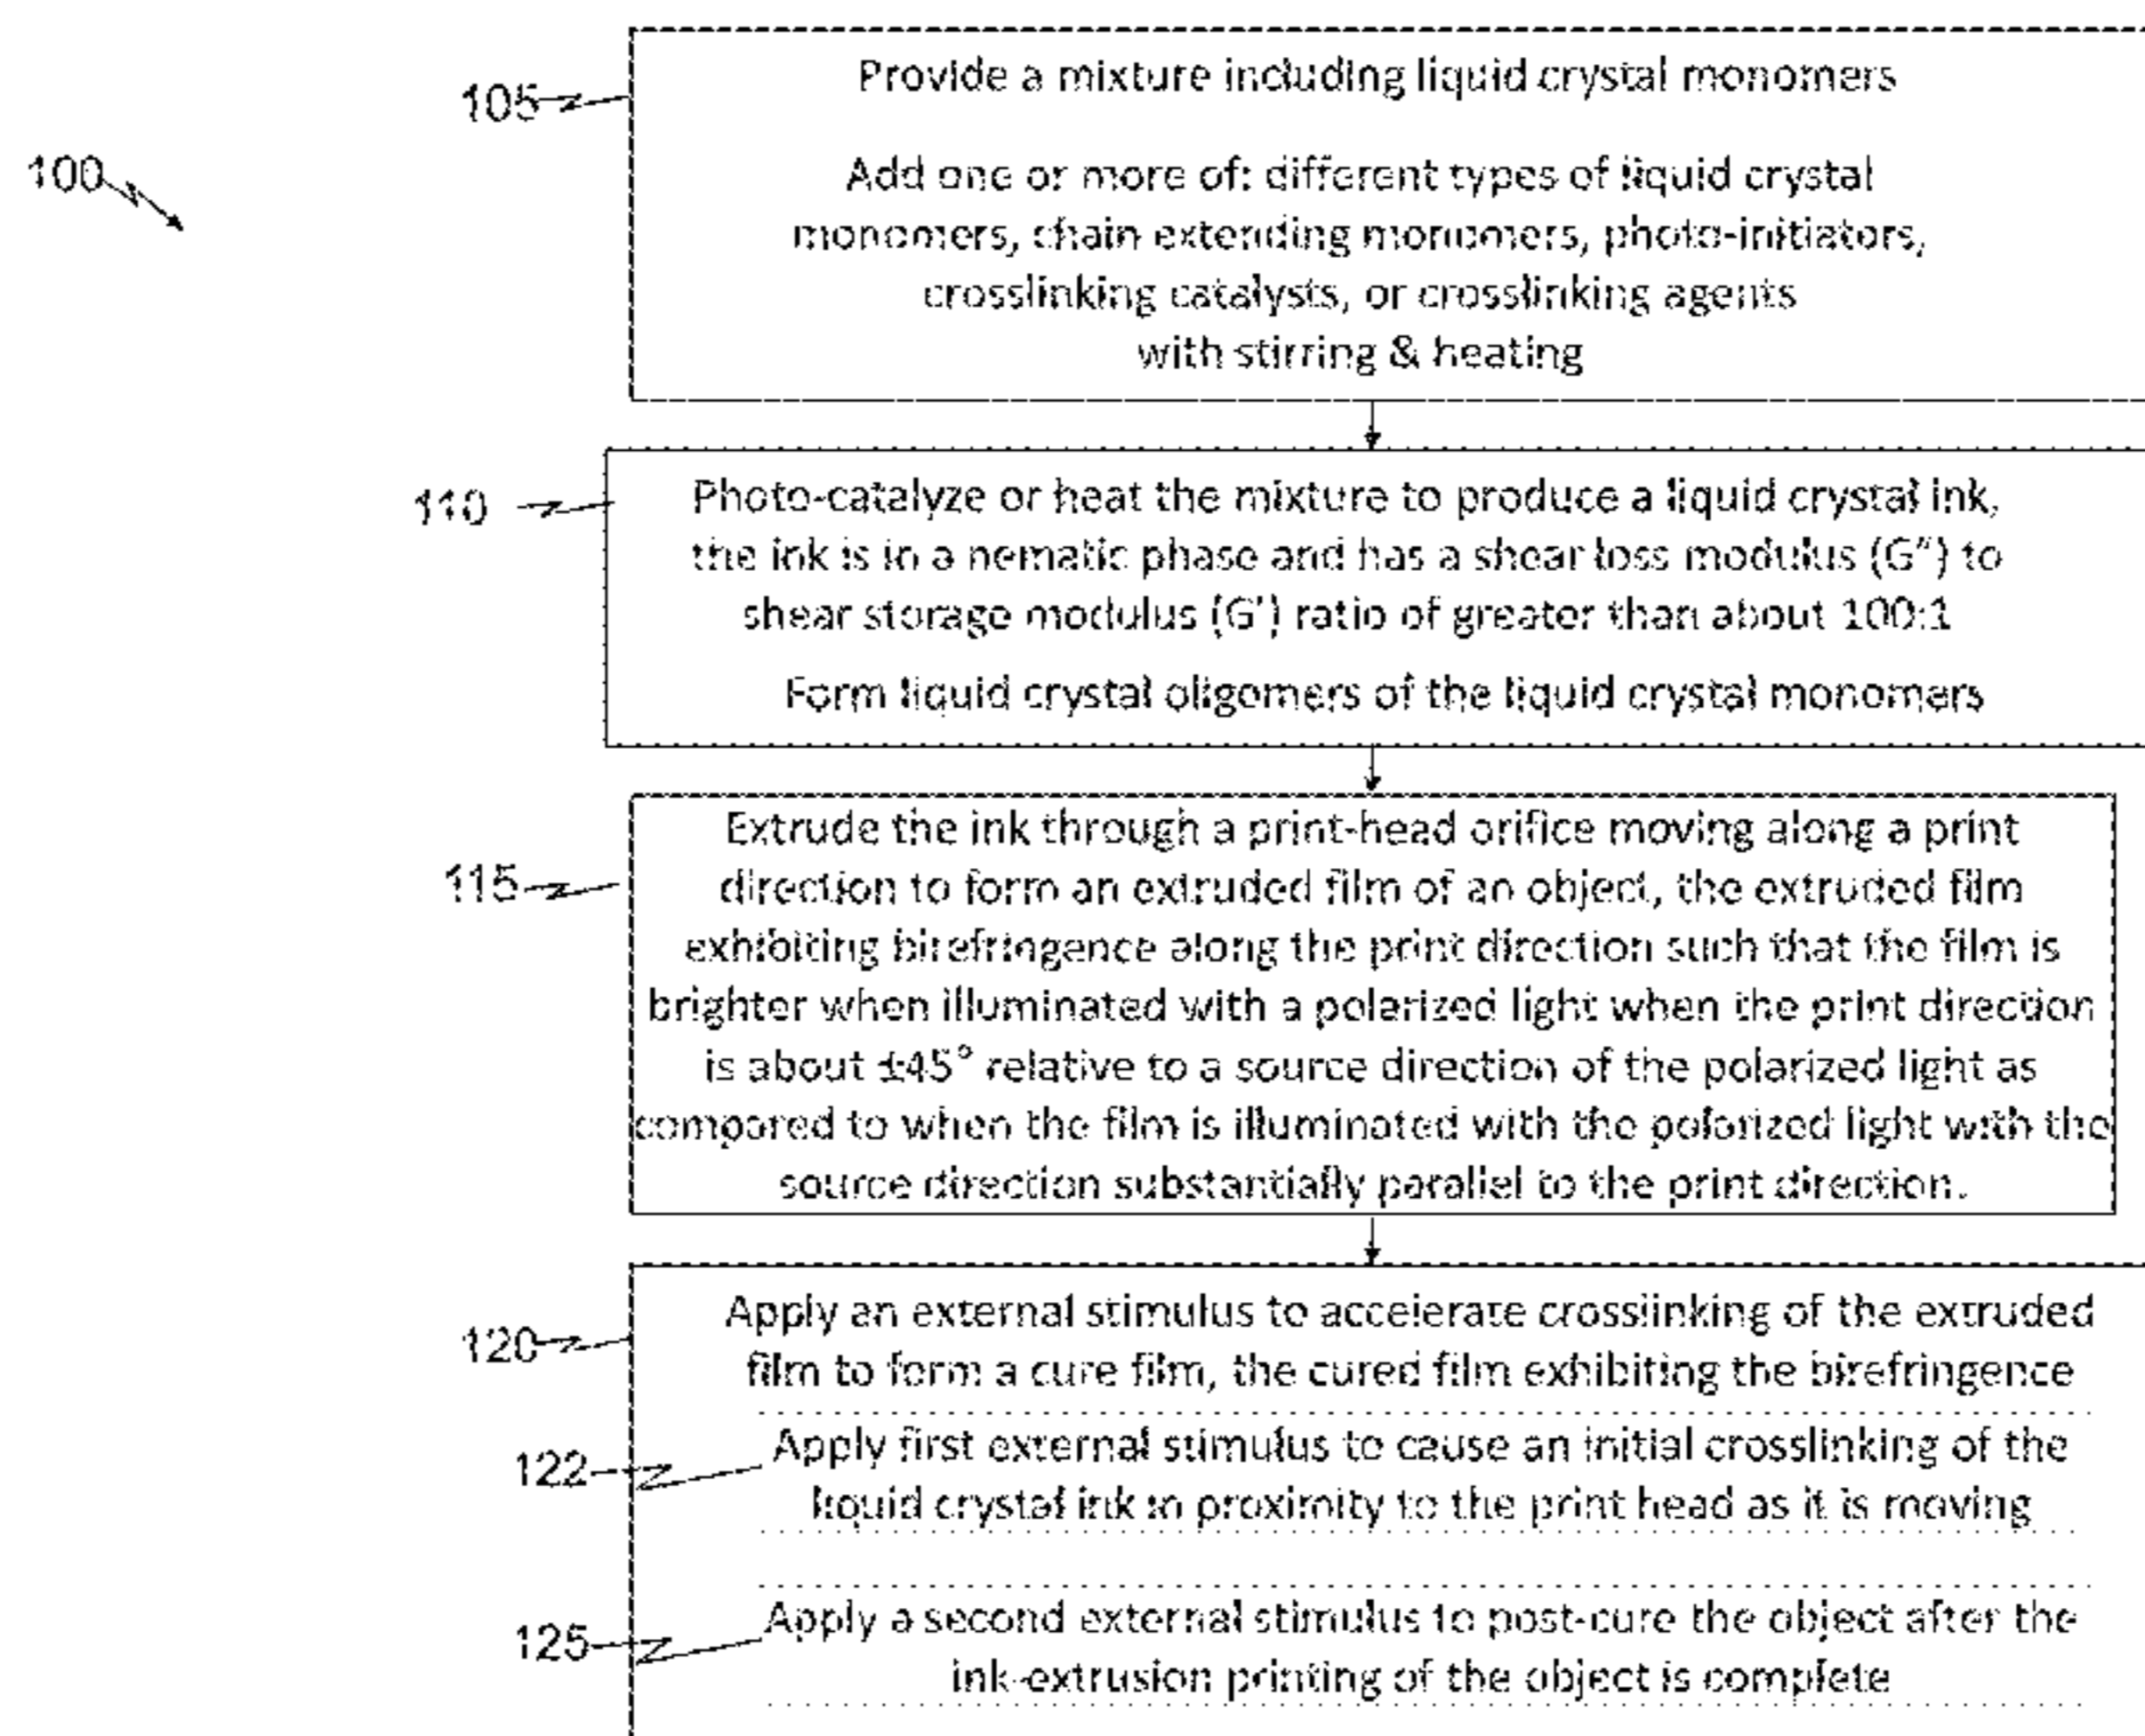 100
105
Provide a mixture including liquid crystal monomers
Add one or more of: different types of liquid crystal
monomers, chain extending monomers, photo-initiators,
crosslinking catalysts, or crosslinking agents
with stirring & heating
110
Photo-catalyze or heat the mixture to produce a liquid crystal ink,
the ink is in a nematic phase and has a shear loss modulus (G″) to
shear storage modulus (G′) ratio of greater than about 100:1
Form liquid crystal oligomers of the liquid crystal monomers
115
Extrude the ink through a print-head orifice moving along a print
direction to form an extruded film of an object, the extruded film
exhibiting birefringence along the print direction such that the film is
brighter when illuminated with a polarized light when the print direction
is about ±45° relative to a source direction of the polarized light as
compared to when the film is illuminated with the polarized light with the
source direction substantially parallel to the print direction.
120
Apply an external stimulus to accelerate crosslinking of the extruded
film to form a cure film, the cured film exhibiting the birefringence
122
Apply first external stimulus to cause an initial crosslinking of the
liquid crystal ink in proximity to the print head as it is moving
125
Apply a second external stimulus to post-cure the object after the
ink-extrusion printing of the object is complete